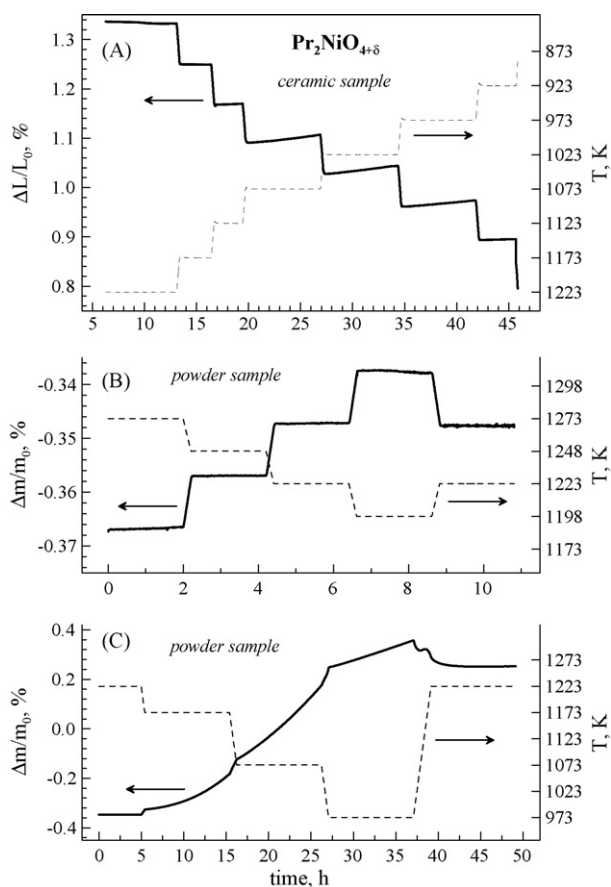 Pr2NiO4+δ
(A)
ceramic sample
ΔL/L0, %
1.3
1.2
1.1
1.0
0.9
0.8
T, K
873
923
973
1023
1073
1123
1173
1223
5 10 15 20 25 30 35 40 45
(B)
powder sample
Δm/m0, %
-0.34
-0.35
-0.36
-0.37
T, K
1298
1273
1248
1223
1198
1173
0 2 4 6 8 10
(C)
powder sample
Δm/m0, %
0.4
0.2
0.0
-0.2
-0.4
T, K
1273
1223
1173
1123
1073
1023
973
0 5 10 15 20 25 30 35 40 45 50
time, h